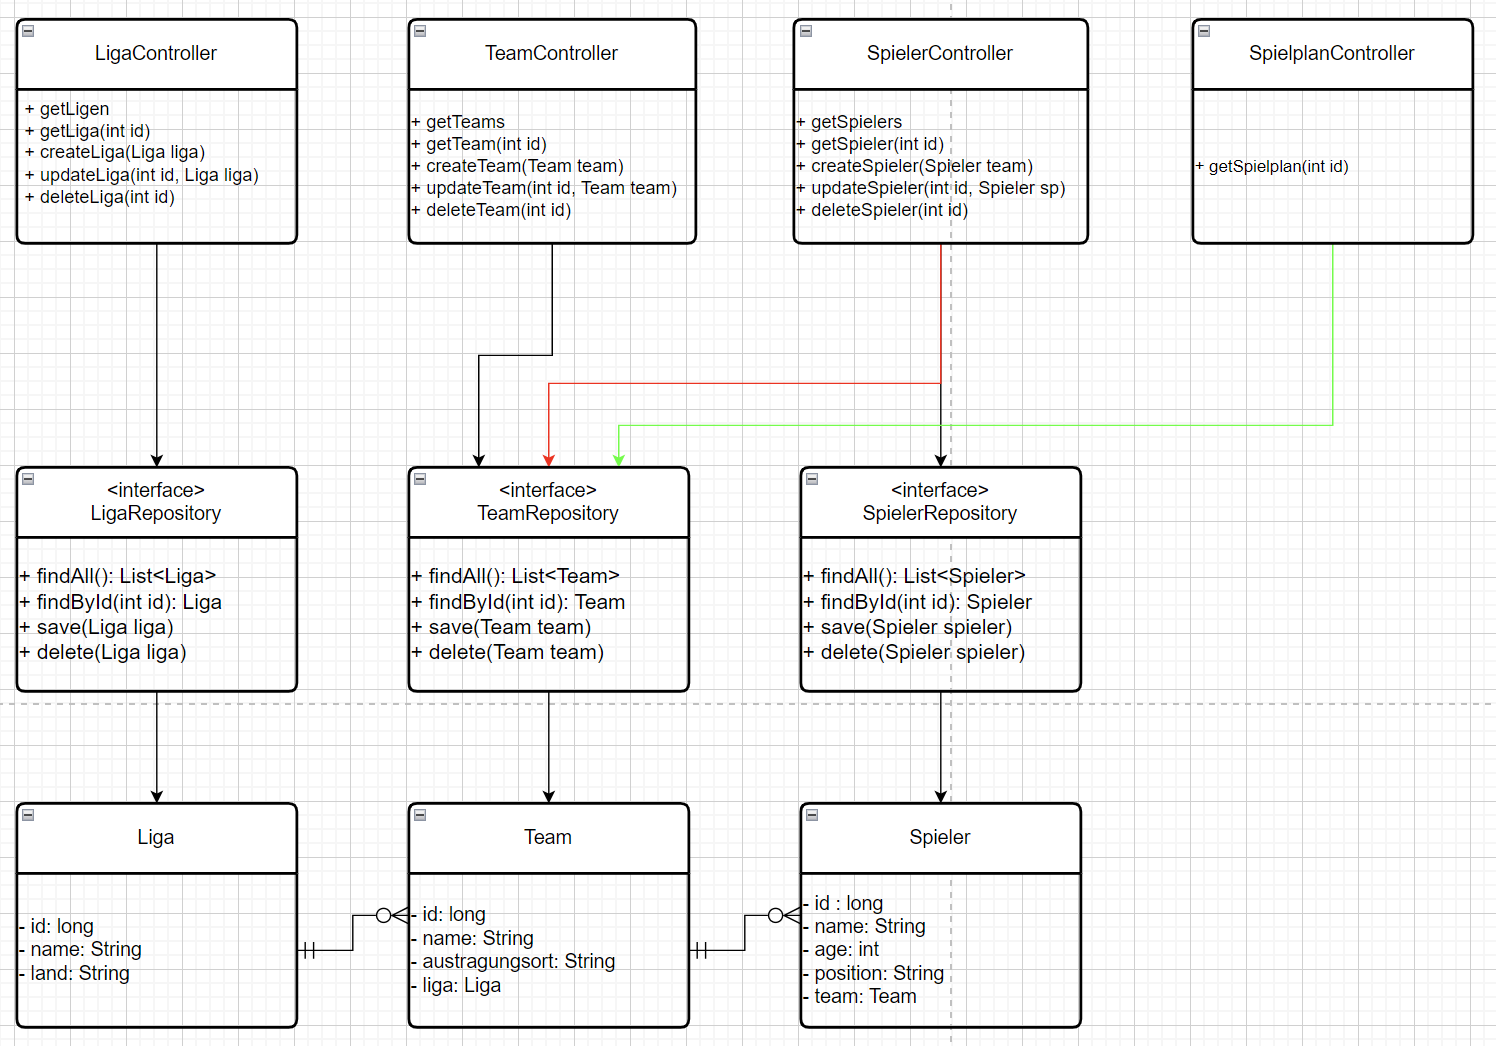 LigaController
+ getLigen
+ getLiga(int id)
+ createLiga(Liga liga)
+ updateLiga(int id, Liga liga)
+ deleteLiga(int id)
TeamController
+ getTeams
+ getTeam(int id)
+ createTeam(Team team)
+ updateTeam(int id, Team team)
+ deleteTeam(int id)
SpielerController
+ getSpielers
+ getSpieler(int id)
+ createSpieler(Spieler team)
+ updateSpieler(int id, Spieler sp)
+ deleteSpieler(int id)
SpielplanController
+ getSpielplan(int id)
<interface>
LigaRepository
+ findAll(): List<Liga>
+ findById(int id): Liga
+ save(Liga liga)
+ delete(Liga liga)
<interface>
TeamRepository
+ findAll(): List<Team>
+ findById(int id): Team
+ save(Team team)
+ delete(Team team)
<interface>
SpielerRepository
+ findAll(): List<Spieler>
+ findById(int id): Spieler
+ save(Spieler spieler)
+ delete(Spieler spieler)
Liga
- id: long
- name: String
- land: String
Team
- id: long
- name: String
- austragungsort: String
- liga: Liga
Spieler
- id : long
- name: String
- age: int
- position: String
- team: Team